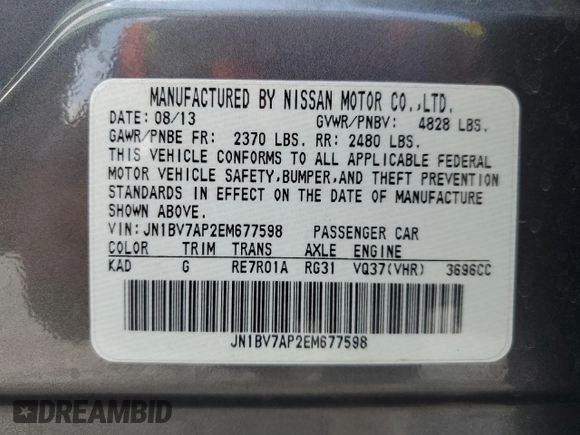 MANUFACTURED BY NISSAN MOTOR CO.,LTD.
DATE: 08/13 GVWR/PNBV: 4828 LBS.
GAWR/PNBE FR: 2370 LBS. RR: 2480 LBS.
THIS VEHICLE CONFORMS TO ALL APPLICABLE FEDERAL
MOTOR VEHICLE SAFETY,BUMPER,AND THEFT PREVENTION
STANDARDS IN EFFECT ON THE DATE OF MANUFACTURE
SHOWN ABOVE.
VIN:JN1BV7AP2EM677598 PASSENGER CAR
COLOR TRIM TRANS AXLE ENGINE
KAD G RE7R01A RG31 VQ37(VHR) 3696CC
JN1BV7AP2EM677598
DREAMBID